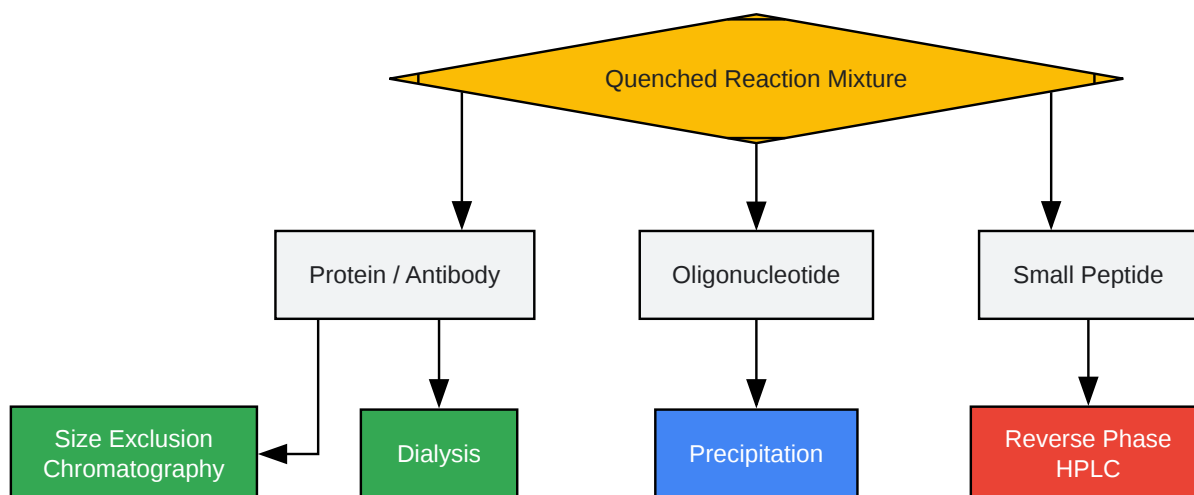 Quenched Reaction Mixture
Protein / Antibody
Oligonucleotide
Small Peptide
Size Exclusion
Chromatography
Dialysis
Precipitation
Reverse Phase
HPLC